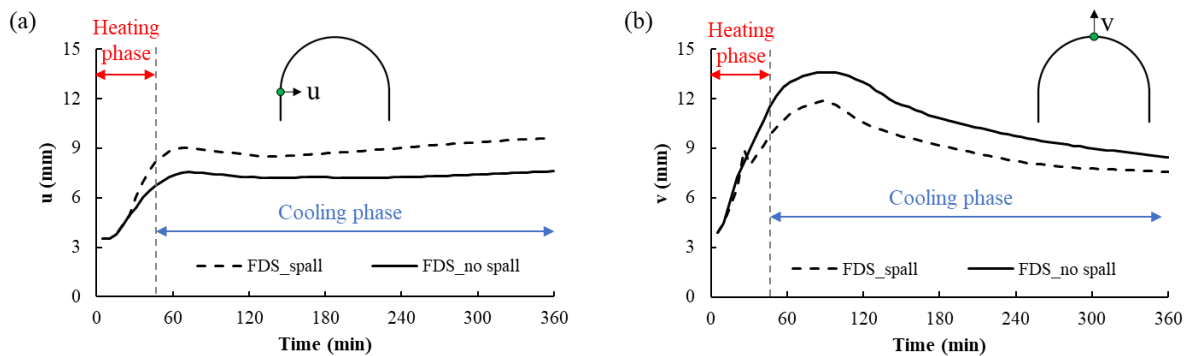 (a)
Heating
phase
u
15
12
9
6
3
0
u (mm)
Cooling phase
FDS_spall
FDS_no spall
0 60 120 180 240 300 360
Time (min)
(b)
Heating
phase
v
15
12
9
6
3
0
v (mm)
Cooling phase
FDS_spall
FDS_no spall
0 60 120 180 240 300 360
Time (min)